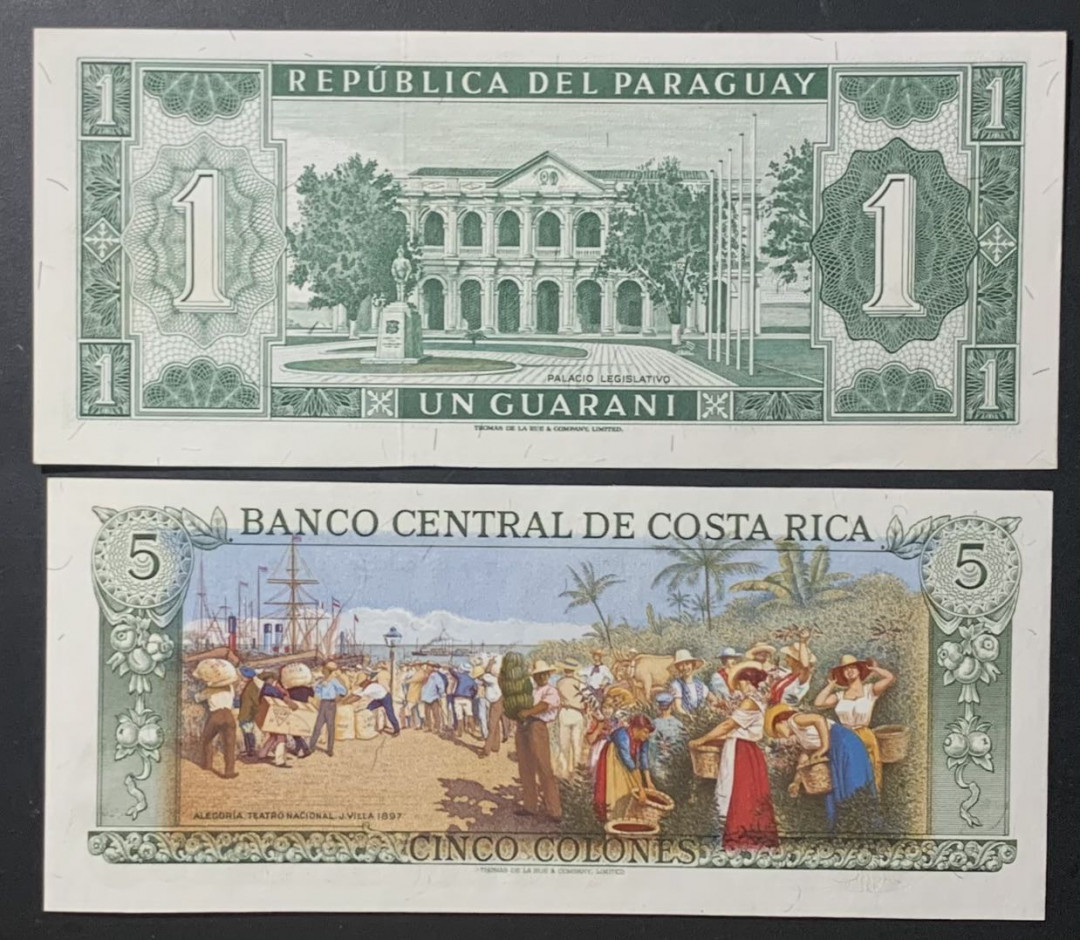 1 REPÚBLICA DEL PARAGUAY 1
1 1
B
PALACIO LEGISLATIVO
1 UN GUARANI 1
THOMAS DE LA RUE & COMPANY, LIMITED.
BANCO CENTRAL DE COSTA RICA
5 5
ALEGORÍA, TEATRO NACIONAL. J. VILLA 1897
CINCO COLONES
THOMAS DE LA RUE & COMPANY, LIMITED